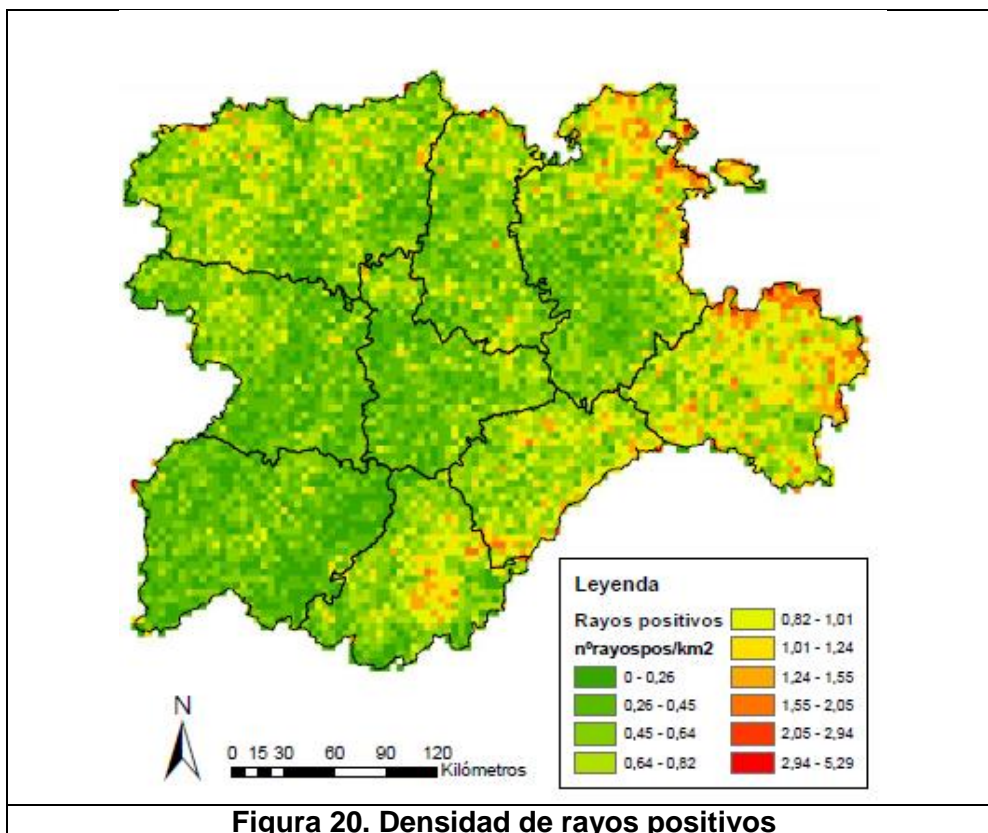 Leyenda
Rayos positivos
nºrayospos/km2
0 - 0,26
0,26 - 0,45
0,45 - 0,64
0,64 - 0,82
0,82 - 1,01
1,01 - 1,24
1,24 - 1,55
1,55 - 2,05
2,05 - 2,94
2,94 - 5,29
N
0 15 30 60 90 120
Kilómetros
Figura 20. Densidad de rayos positivos